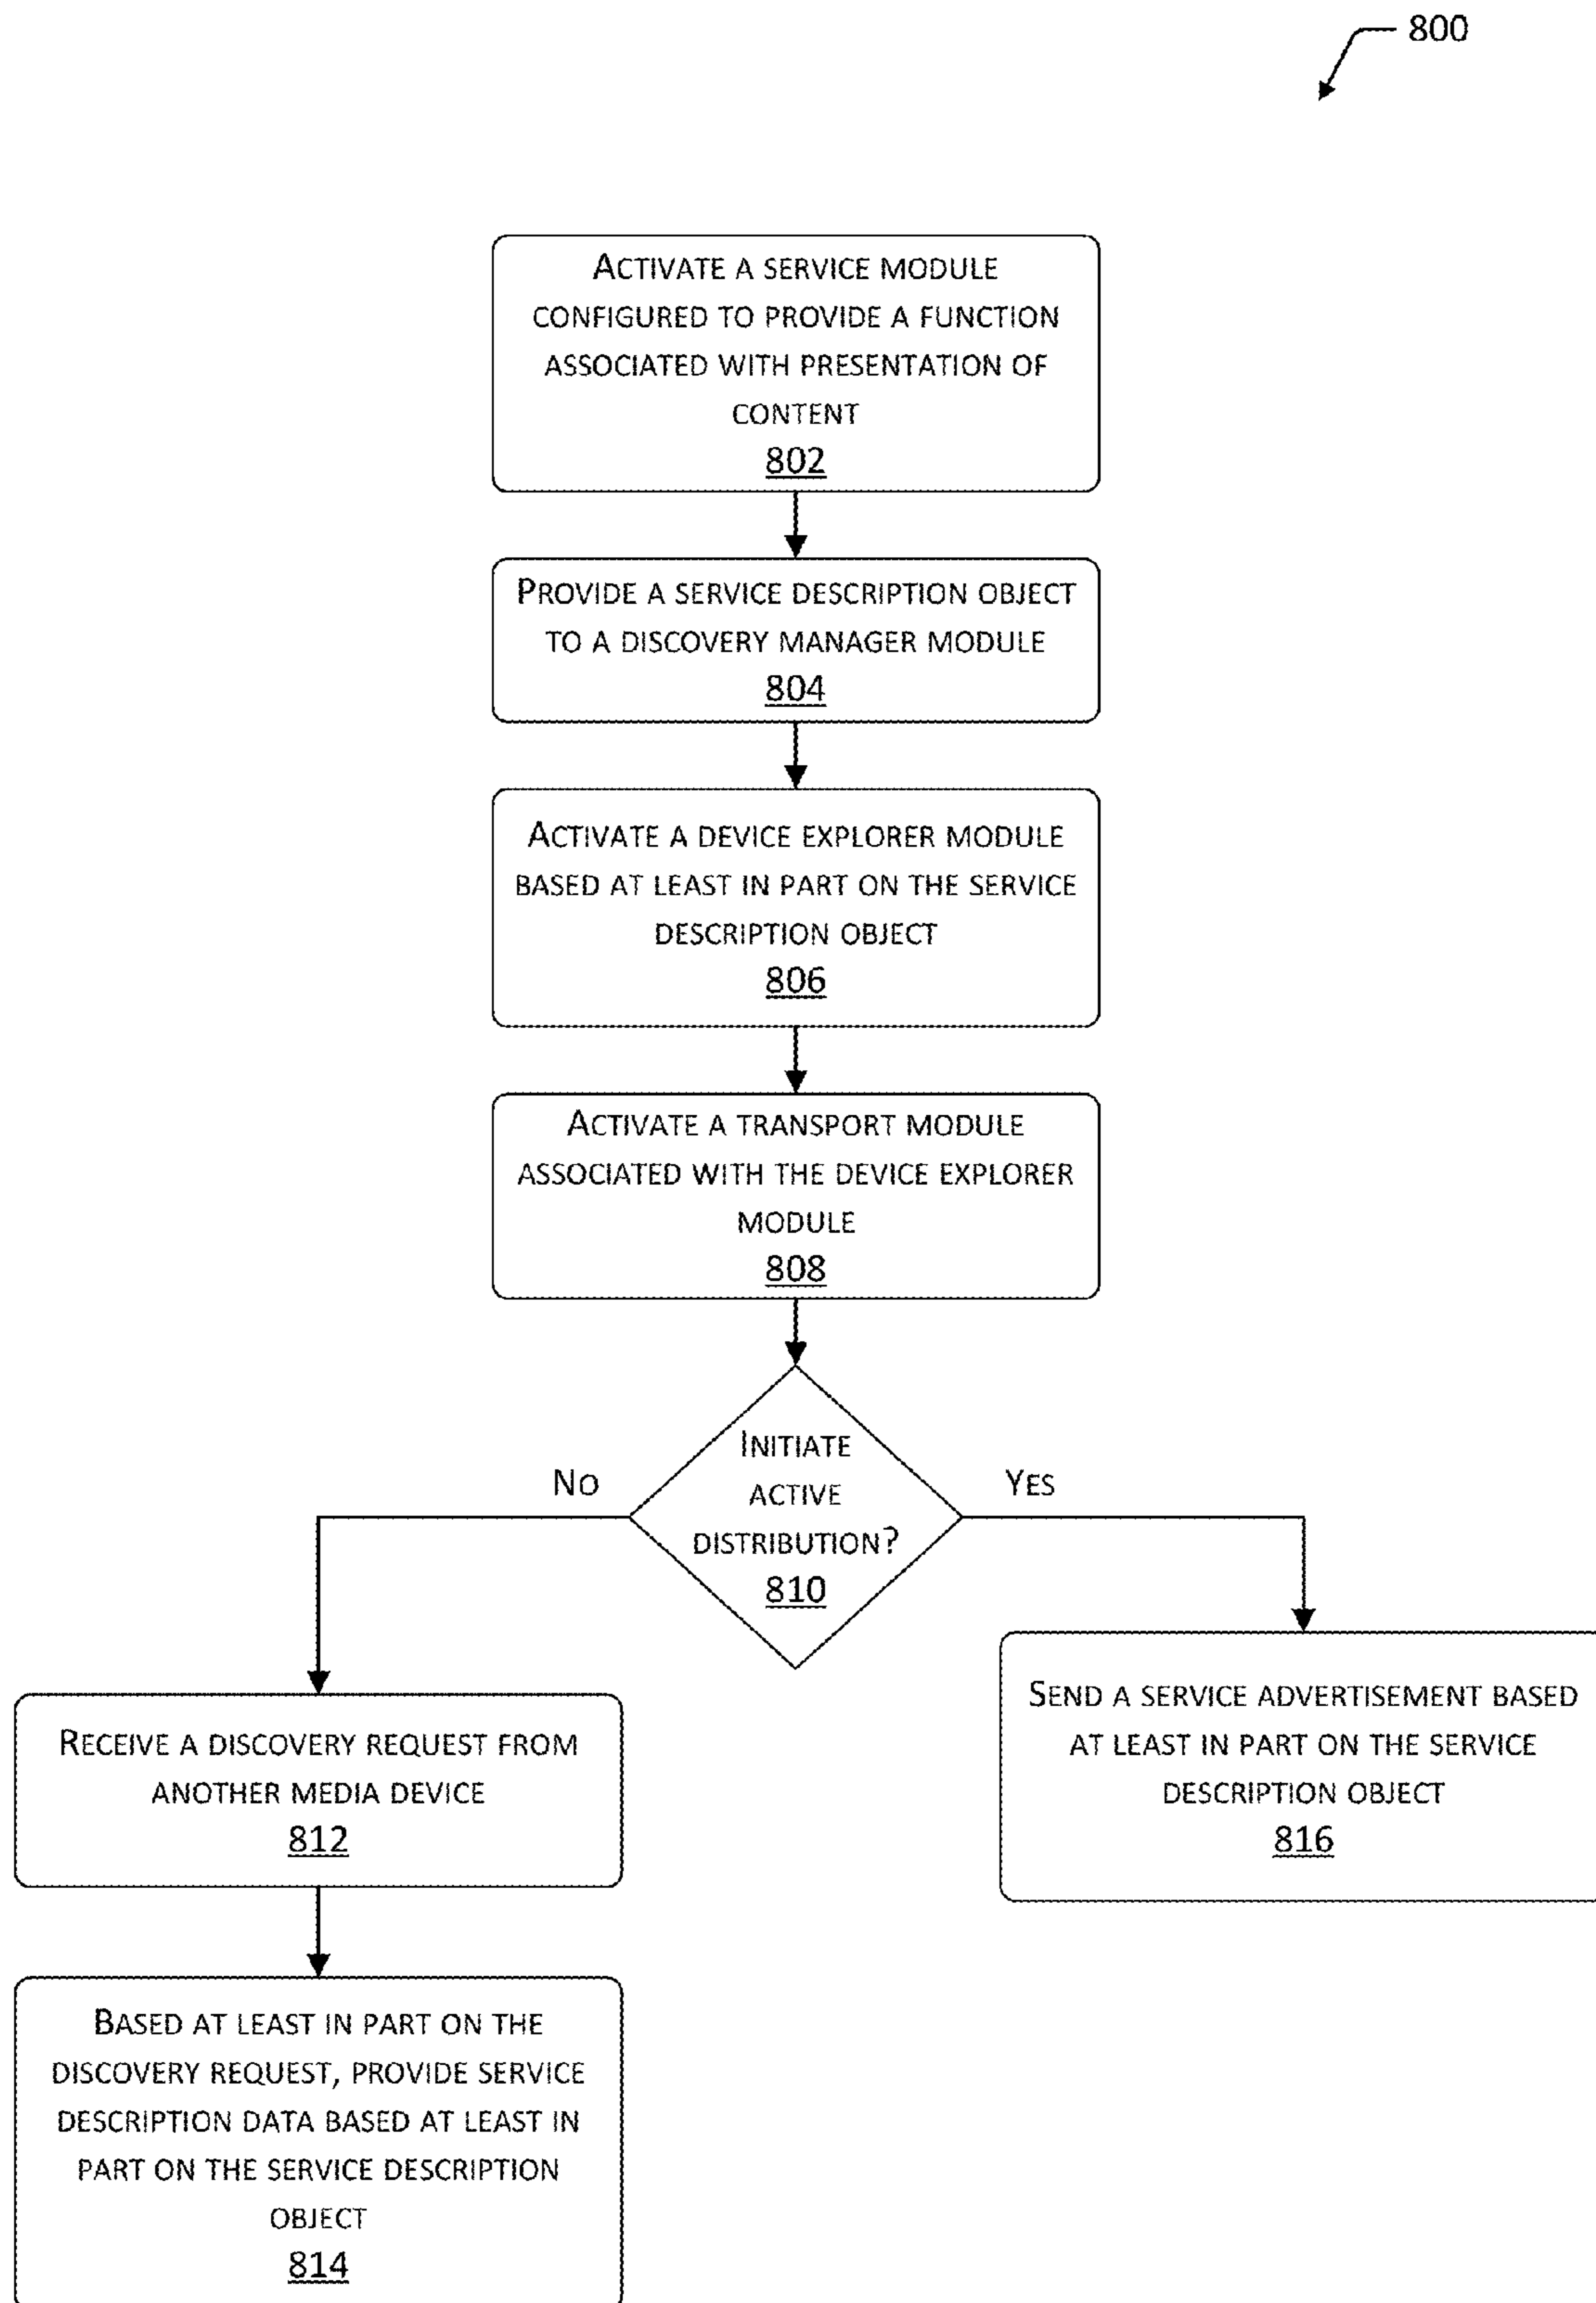 800
ACTIVATE A SERVICE MODULE
CONFIGURED TO PROVIDE A FUNCTION
ASSOCIATED WITH PRESENTATION OF
CONTENT
802
PROVIDE A SERVICE DESCRIPTION OBJECT
TO A DISCOVERY MANAGER MODULE
804
ACTIVATE A DEVICE EXPLORER MODULE
BASED AT LEAST IN PART ON THE SERVICE
DESCRIPTION OBJECT
806
ACTIVATE A TRANSPORT MODULE
ASSOCIATED WITH THE DEVICE EXPLORER
MODULE
808
INITIATE
ACTIVE
DISTRIBUTION?
810
NO
YES
RECEIVE A DISCOVERY REQUEST FROM
ANOTHER MEDIA DEVICE
812
BASED AT LEAST IN PART ON THE
DISCOVERY REQUEST, PROVIDE SERVICE
DESCRIPTION DATA BASED AT LEAST IN
PART ON THE SERVICE DESCRIPTION
OBJECT
814
SEND A SERVICE ADVERTISEMENT BASED
AT LEAST IN PART ON THE SERVICE
DESCRIPTION OBJECT
816